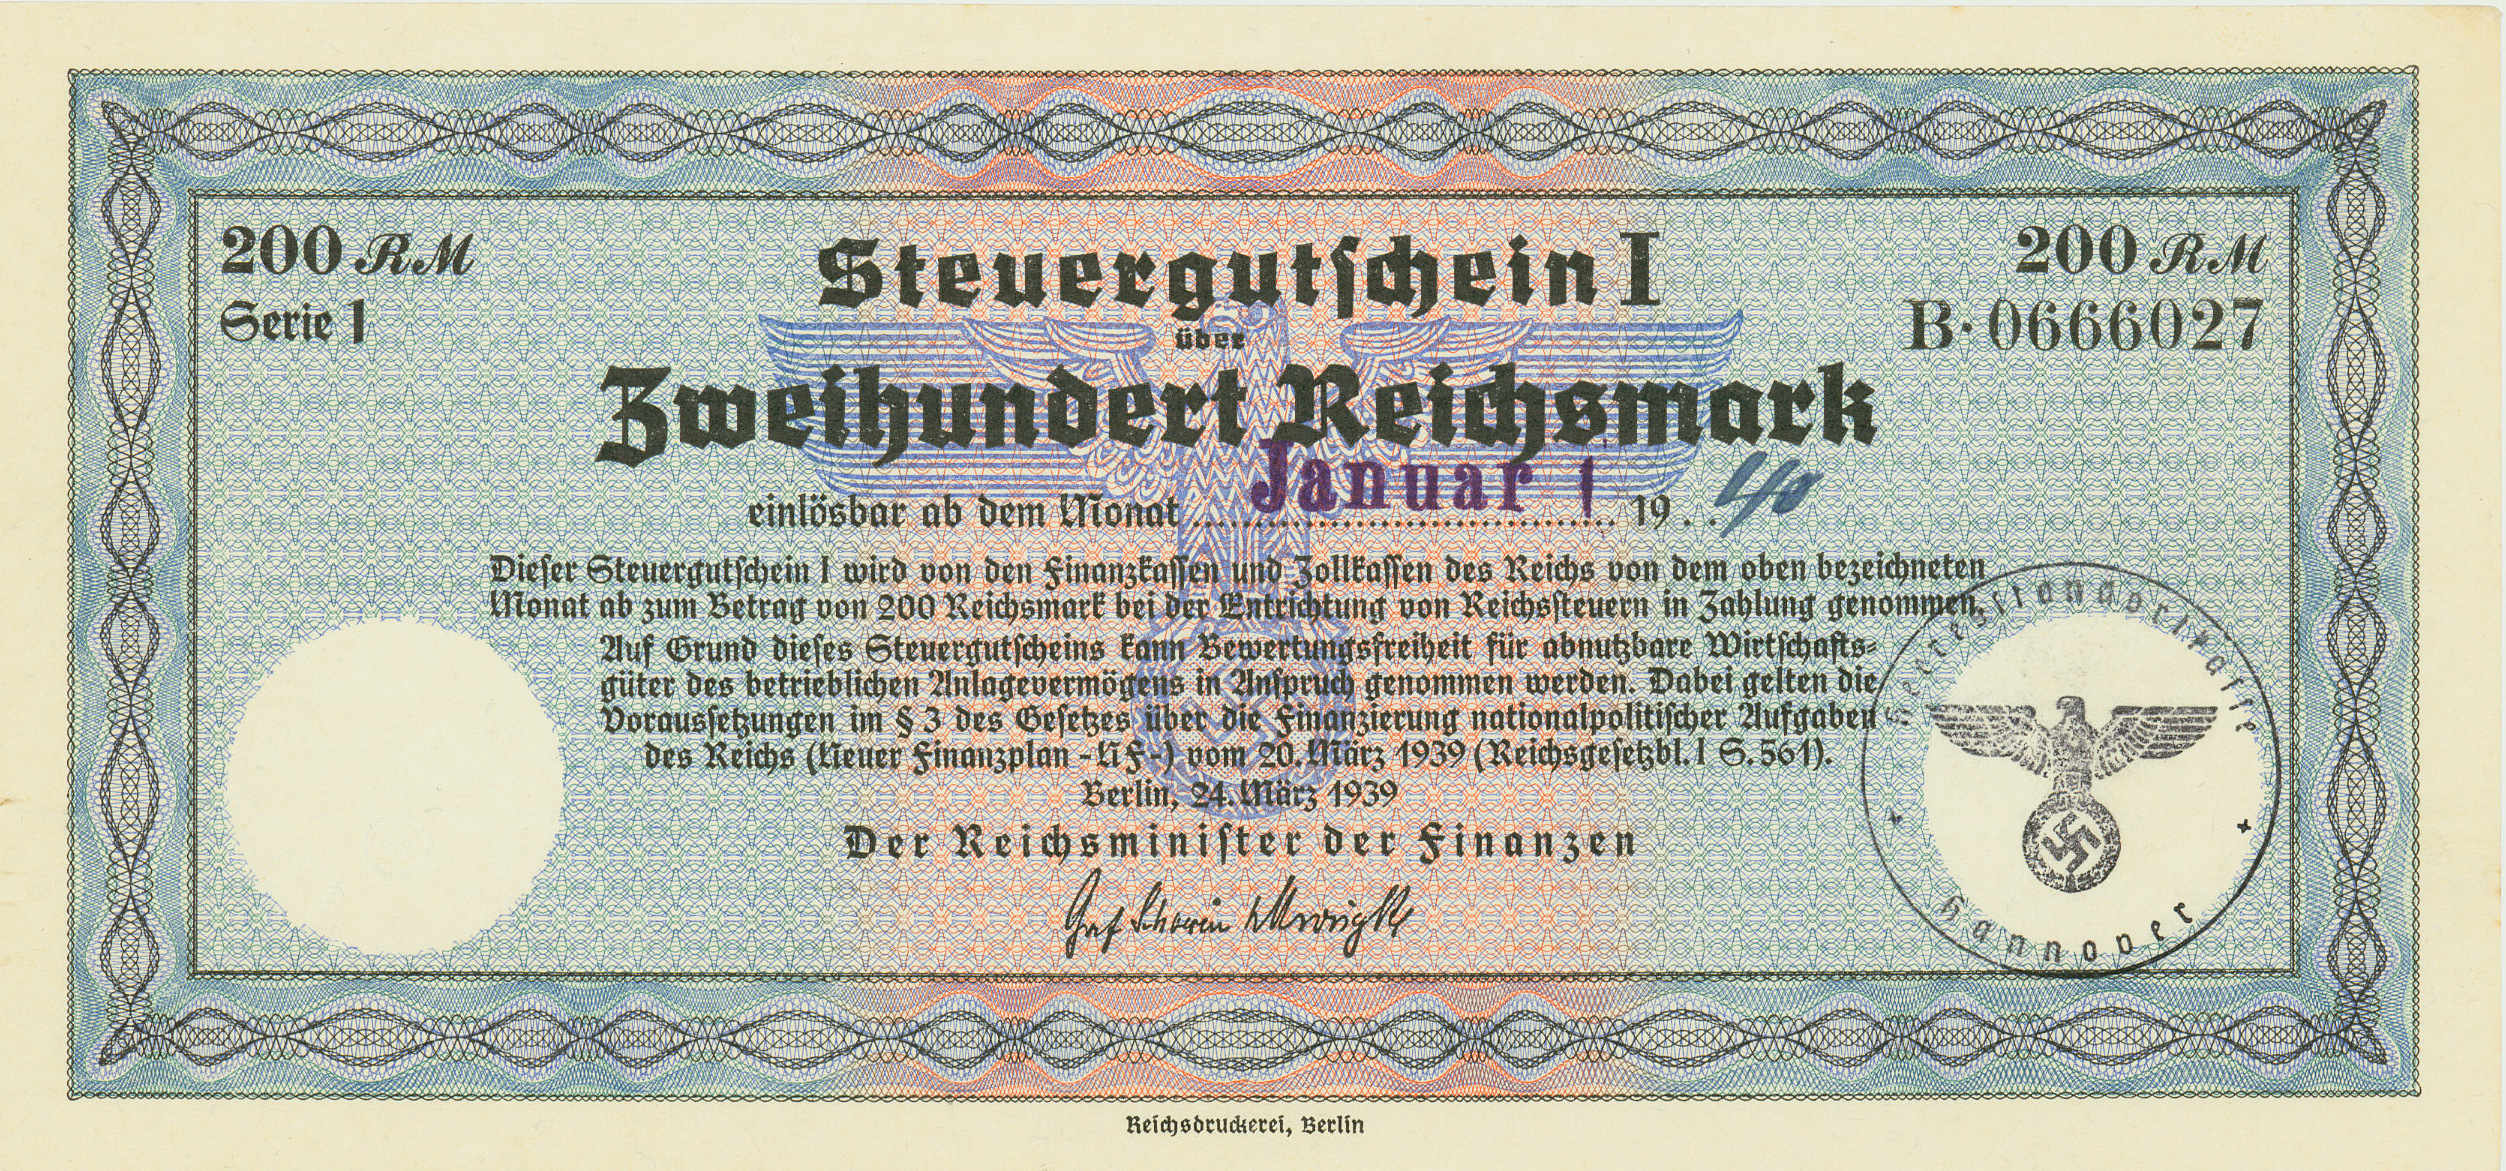 200 RM
Steuergutschein I
200 RM
Serie I
B·0666027
über
Zweihundert Reichsmark
einlösbar ab dem Monat Januar 1 1940
Dieser Steuergutschein I wird von den Finanzkassen und Zollkassen des Reichs von dem oben bezeichneten
Monat ab zum Betrag von 200 Reichsmark bei der Entrichtung von Reichssteuern in Zahlung genommen.
Auf Grund dieses Steuergutscheins kann Bewertungsfreiheit für abnutzbare Wirtschafts-
güter des betrieblichen Anlagevermögens in Anspruch genommen werden. Dabei gelten die
Voraussetzungen im § 3 des Gesetzes über die Finanzierung nationalpolitischer Aufgaben
des Reichs (Neuer Finanzplan -NF-) vom 20. März 1939 (Reichsgesetzbl. I S. 561).
Berlin, 24. März 1939
Der Reichsminister der Finanzen
Graf Schwerin Krosigk
Heeresstandortkasse
Hannover
Reichsdruckerei, Berlin